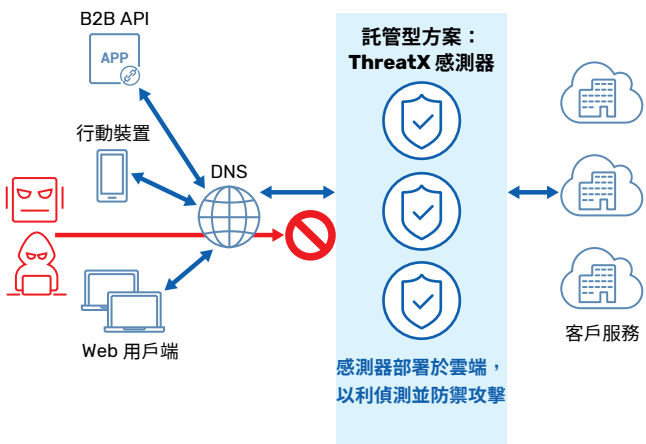 B2B API
APP
行動裝置
DNS
Web 用戶端
託管型方案：
ThreatX 感測器
感測器部署於雲端，
以利偵測並防禦攻擊
客戶服務